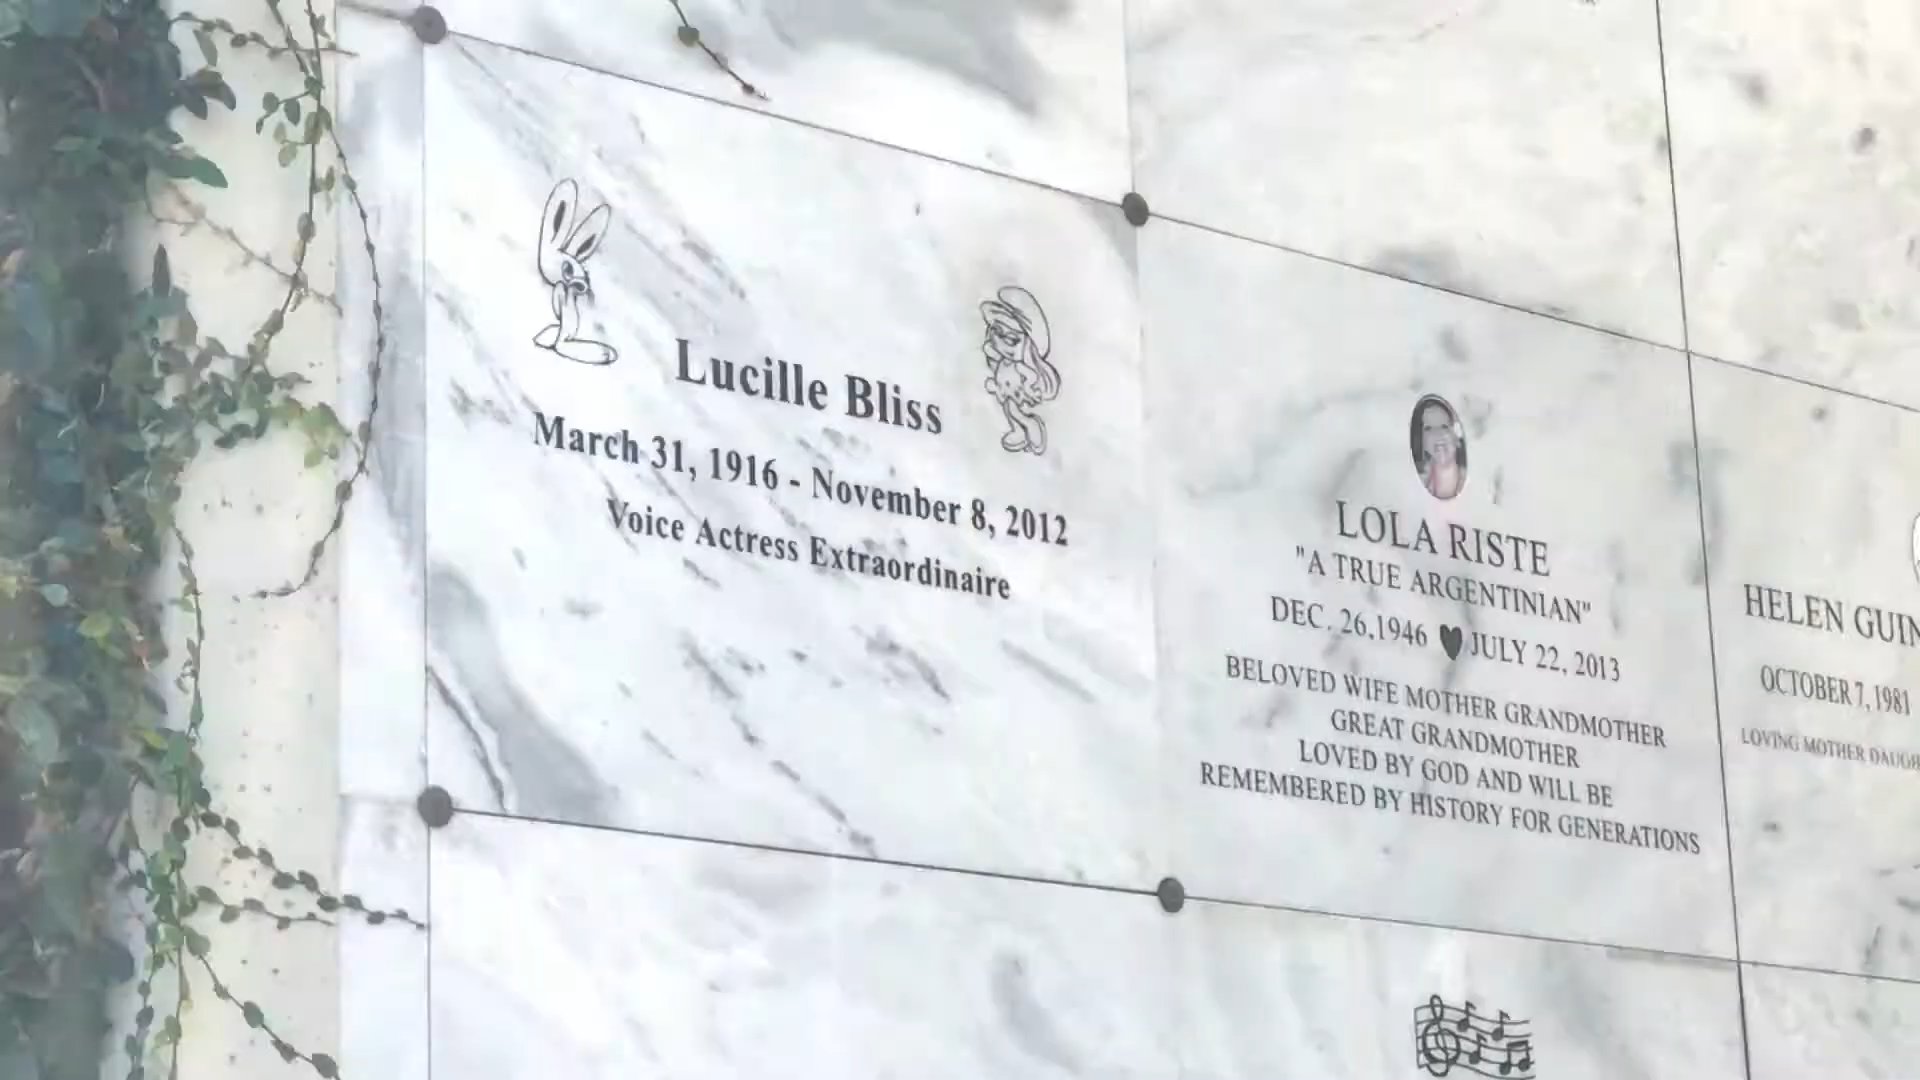 Lucille Bliss
March 31, 1916 - November 8, 2012
Voice Actress Extraordinaire
LOLA RISTE
"A TRUE ARGENTINIAN"
DEC. 26,1946 ♥ JULY 22, 2013
BELOVED WIFE MOTHER GRANDMOTHER
GREAT GRANDMOTHER
LOVED BY GOD AND WILL BE
REMEMBERED BY HISTORY FOR GENERATIONS
HELEN
OCTOBER 7, 1981
LOVING MOTHER